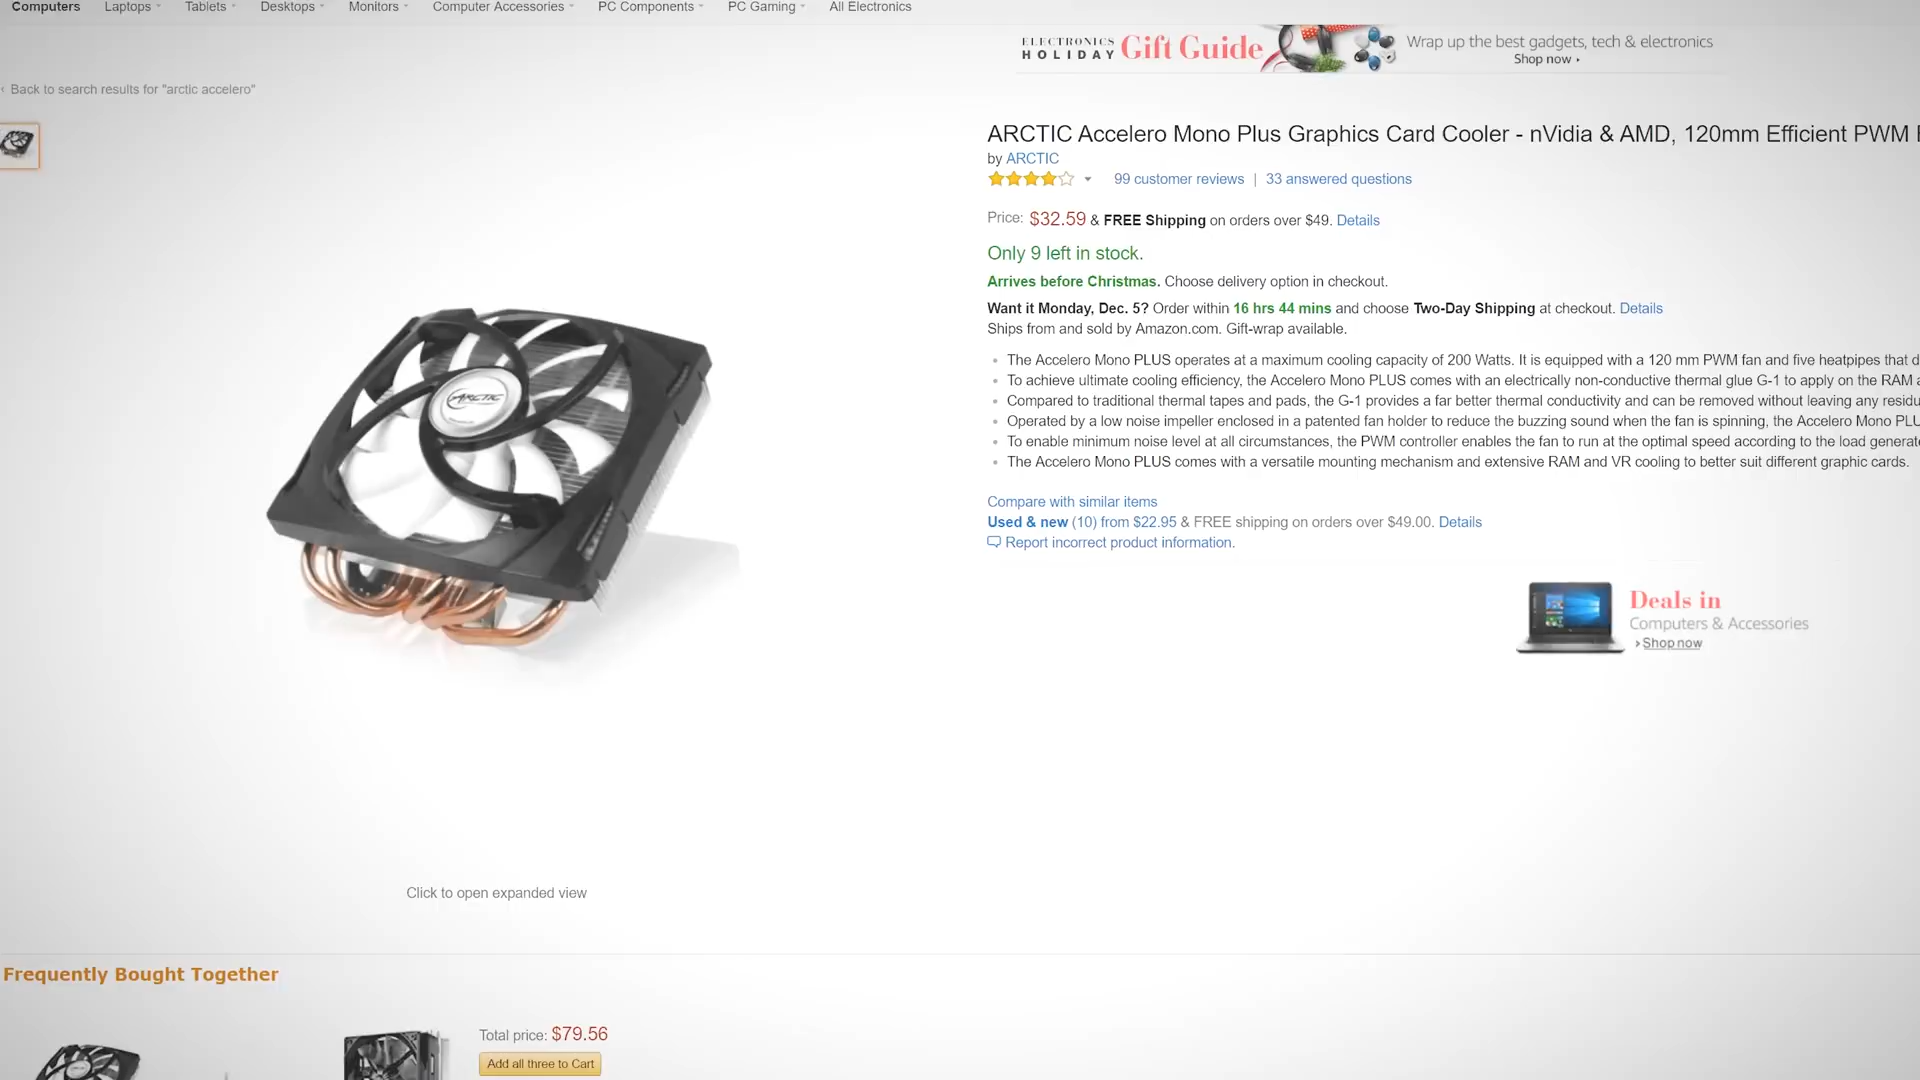 Computers Laptops Tablets Desktops Monitors Computer Accessories PC Components PC Gaming All Electronics
ELECTRONICS
HOLIDAY
Gift Guide
Wrap up the best gadgets, tech & electronics
Shop now ›
‹ Back to search results for "arctic accelero"
ARCTIC Accelero Mono Plus Graphics Card Cooler - nVidia & AMD, 120mm Efficient PWM
by ARCTIC
99 customer reviews | 33 answered questions
Price: $32.59 & FREE Shipping on orders over $49. Details
Only 9 left in stock.
Arrives before Christmas. Choose delivery option in checkout.
Want it Monday, Dec. 5? Order within 16 hrs 44 mins and choose Two-Day Shipping at checkout. Details
Ships from and sold by Amazon.com. Gift-wrap available.
• The Accelero Mono PLUS operates at a maximum cooling capacity of 200 Watts. It is equipped with a 120 mm PWM fan and five heatpipes that
• To achieve ultimate cooling efficiency, the Accelero Mono PLUS comes with an electrically non-conductive thermal glue G-1 to apply on the RAM
• Compared to traditional thermal tapes and pads, the G-1 provides a far better thermal conductivity and can be removed without leaving any
• Operated by a low noise impeller enclosed in a patented fan holder to reduce the buzzing sound when the fan is spinning, the Accelero Mono
• To enable minimum noise level at all circumstances, the PWM controller enables the fan to run at the optimal speed according to the load
• The Accelero Mono PLUS comes with a versatile mounting mechanism and extensive RAM and VR cooling to better suit different graphic cards.
ARCTIC
Compare with similar items
Used & new (10) from $22.95 & FREE shipping on orders over $49.00. Details
Report incorrect product information.
Deals in
Computers & Accessories
› Shop now
Click to open expanded view
Frequently Bought Together
Total price: $79.56
Add all three to Cart